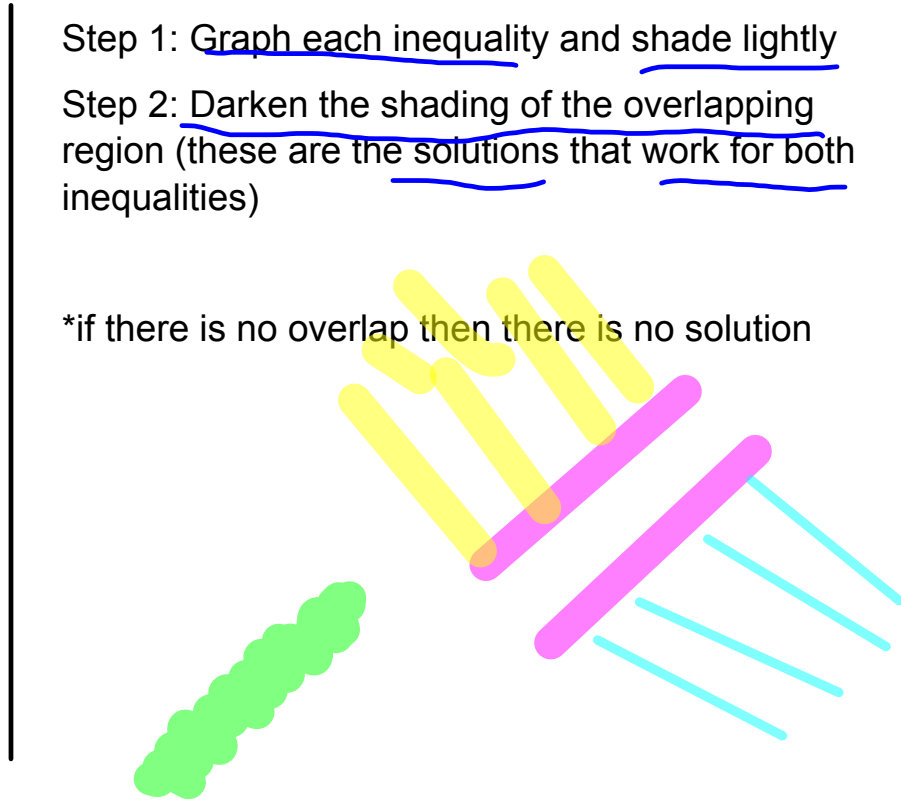 Step 1: Graph each inequality and shade lightly
Step 2: Darken the shading of the overlapping
region (these are the solutions that work for both
inequalities)
*if there is no overlap then there is no solution